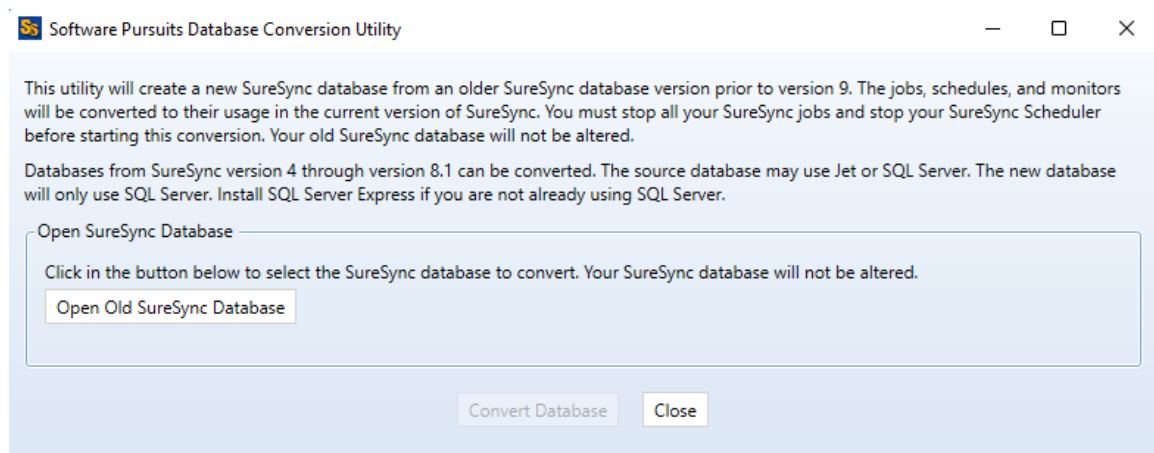 SS Software Pursuits Database Conversion Utility
This utility will create a new SureSync database from an older SureSync database version prior to version 9. The jobs, schedules, and monitors
will be converted to their usage in the current version of SureSync. You must stop all your SureSync jobs and stop your SureSync Scheduler
before starting this conversion. Your old SureSync database will not be altered.
Databases from SureSync version 4 through version 8.1 can be converted. The source database may use Jet or SQL Server. The new database
will only use SQL Server. Install SQL Server Express if you are not already using SQL Server.
Open SureSync Database
Click in the button below to select the SureSync database to convert. Your SureSync database will not be altered.
Open Old SureSync Database
Convert Database Close